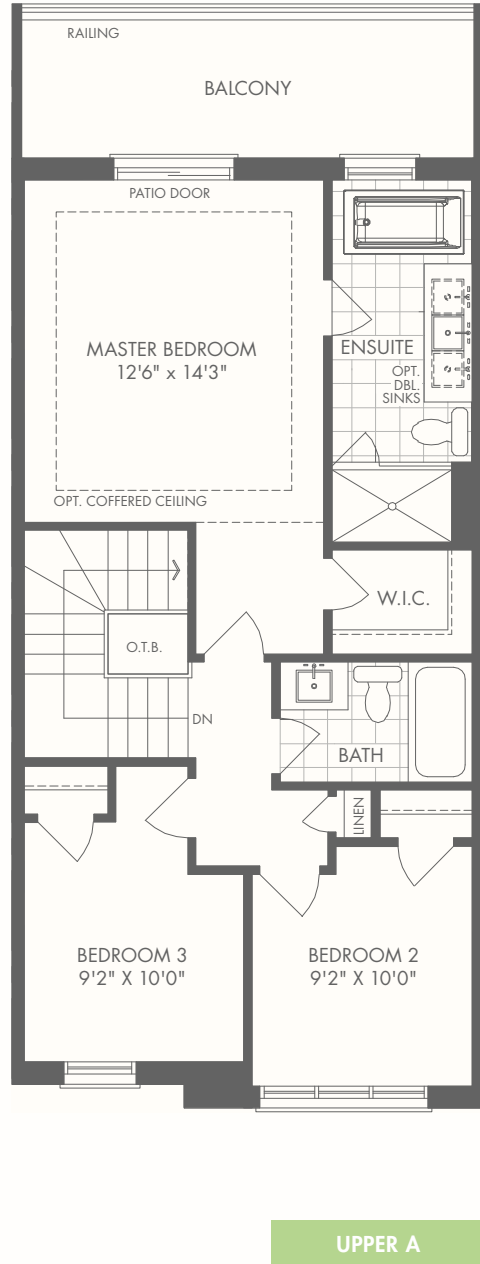 RAILING
BALCONY
PATIO DOOR
MASTER BEDROOM
12'6" x 14'3"
ENSUITE
OPT.
DBL.
SINKS
OPT. COFFERED CEILING
W.I.C.
O.T.B.
DN
BATH
LINEN
BEDROOM 3
9'2" X 10'0"
BEDROOM 2
9'2" X 10'0"
UPPER A